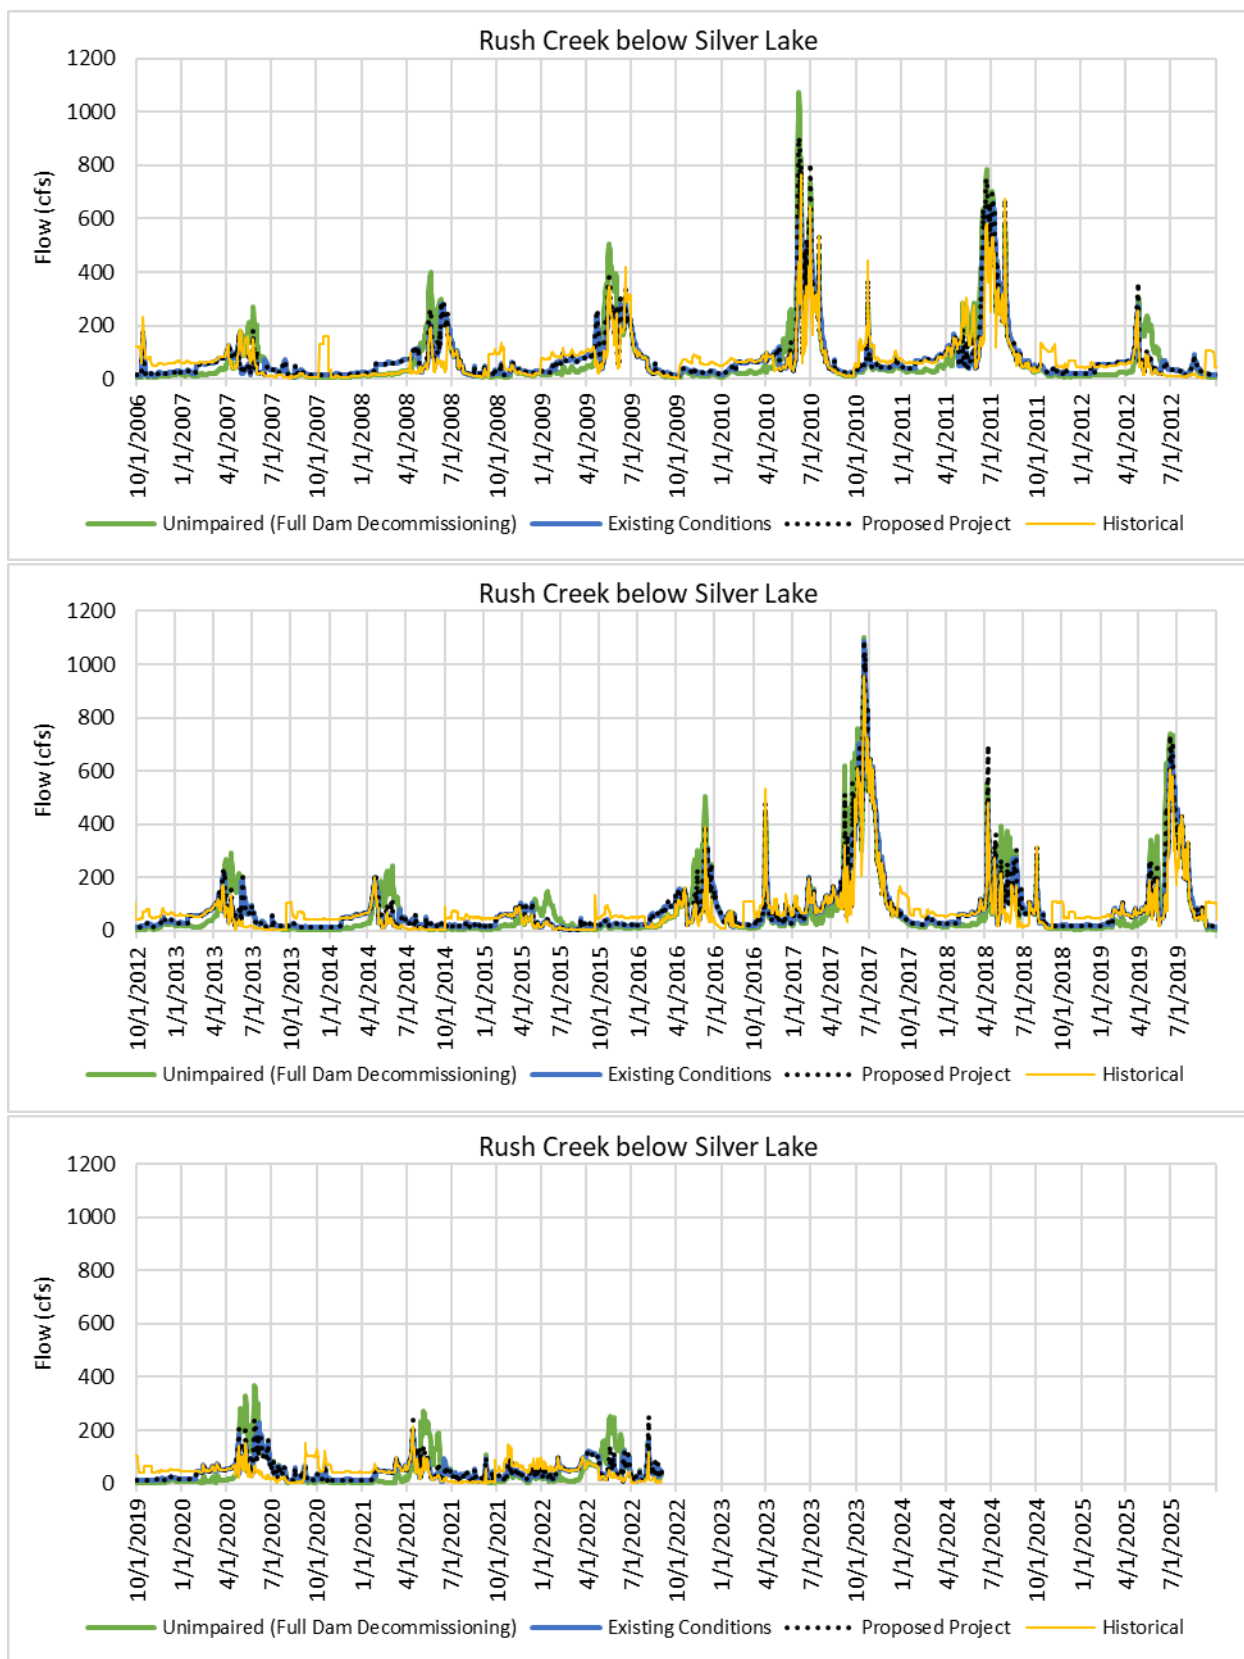 Rush Creek below Silver Lake
1200
1000
800
600
400
200
0
Flow (cfs)
10/1/2006 1/1/2007 4/1/2007 7/1/2007 10/1/2007 1/1/2008 4/1/2008 7/1/2008 10/1/2008 1/1/2009 4/1/2009 7/1/2009 10/1/2009 1/1/2010 4/1/2010 7/1/2010 10/1/2010 1/1/2011 4/1/2011 7/1/2011 10/1/2011 1/1/2012 4/1/2012 7/1/2012
Unimpaired (Full Dam Decommissioning) Existing Conditions Proposed Project Historical
Rush Creek below Silver Lake
1200
1000
800
600
400
200
0
Flow (cfs)
10/1/2012 1/1/2013 4/1/2013 7/1/2013 10/1/2013 1/1/2014 4/1/2014 7/1/2014 10/1/2014 1/1/2015 4/1/2015 7/1/2015 10/1/2015 1/1/2016 4/1/2016 7/1/2016 10/1/2016 1/1/2017 4/1/2017 7/1/2017 10/1/2017 1/1/2018 4/1/2018 7/1/2018 10/1/2018 1/1/2019 4/1/2019 7/1/2019
Unimpaired (Full Dam Decommissioning) Existing Conditions Proposed Project Historical
Rush Creek below Silver Lake
1200
1000
800
600
400
200
0
Flow (cfs)
10/1/2019 1/1/2020 4/1/2020 7/1/2020 10/1/2020 1/1/2021 4/1/2021 7/1/2021 10/1/2021 1/1/2022 4/1/2022 7/1/2022 10/1/2022 1/1/2023 4/1/2023 7/1/2023 10/1/2023 1/1/2024 4/1/2024 7/1/2024 10/1/2024 1/1/2025 4/1/2025 7/1/2025
Unimpaired (Full Dam Decommissioning) Existing Conditions Proposed Project Historical